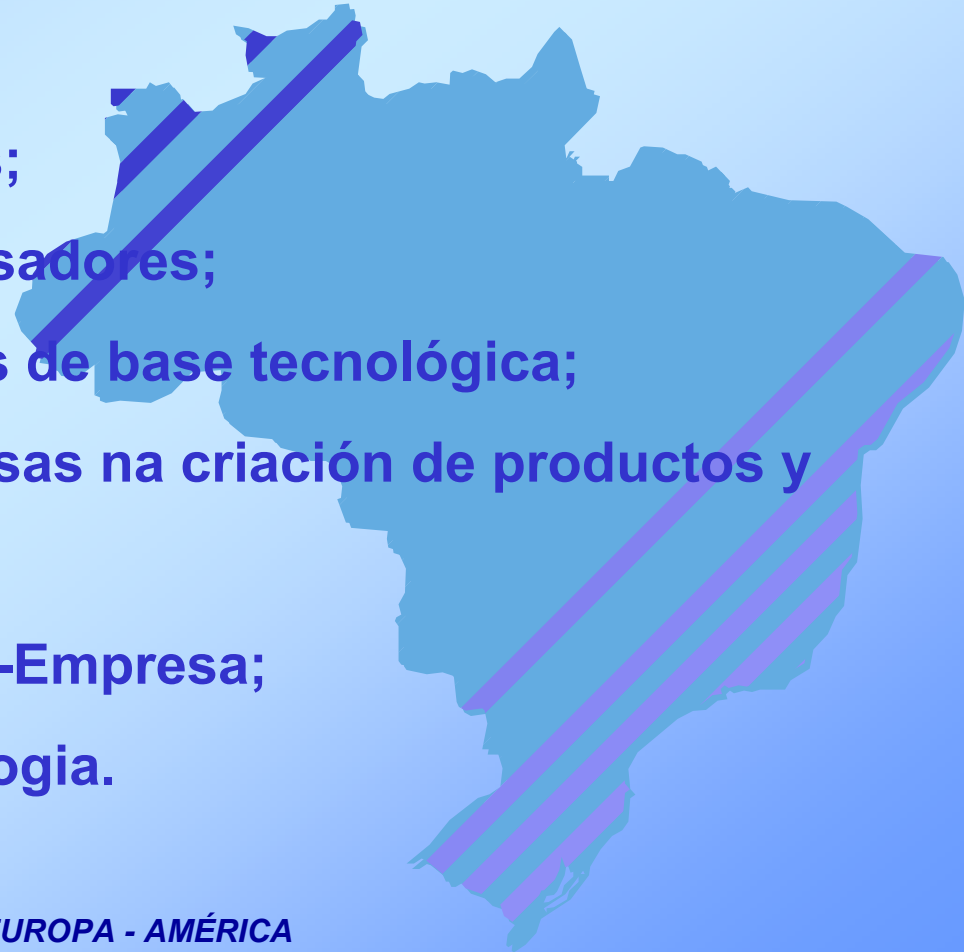 s;
sadores;
s de base tecnológica;
sas na criación de productos y
-Empresa;
ogia.
EUROPA - AMÉRICA